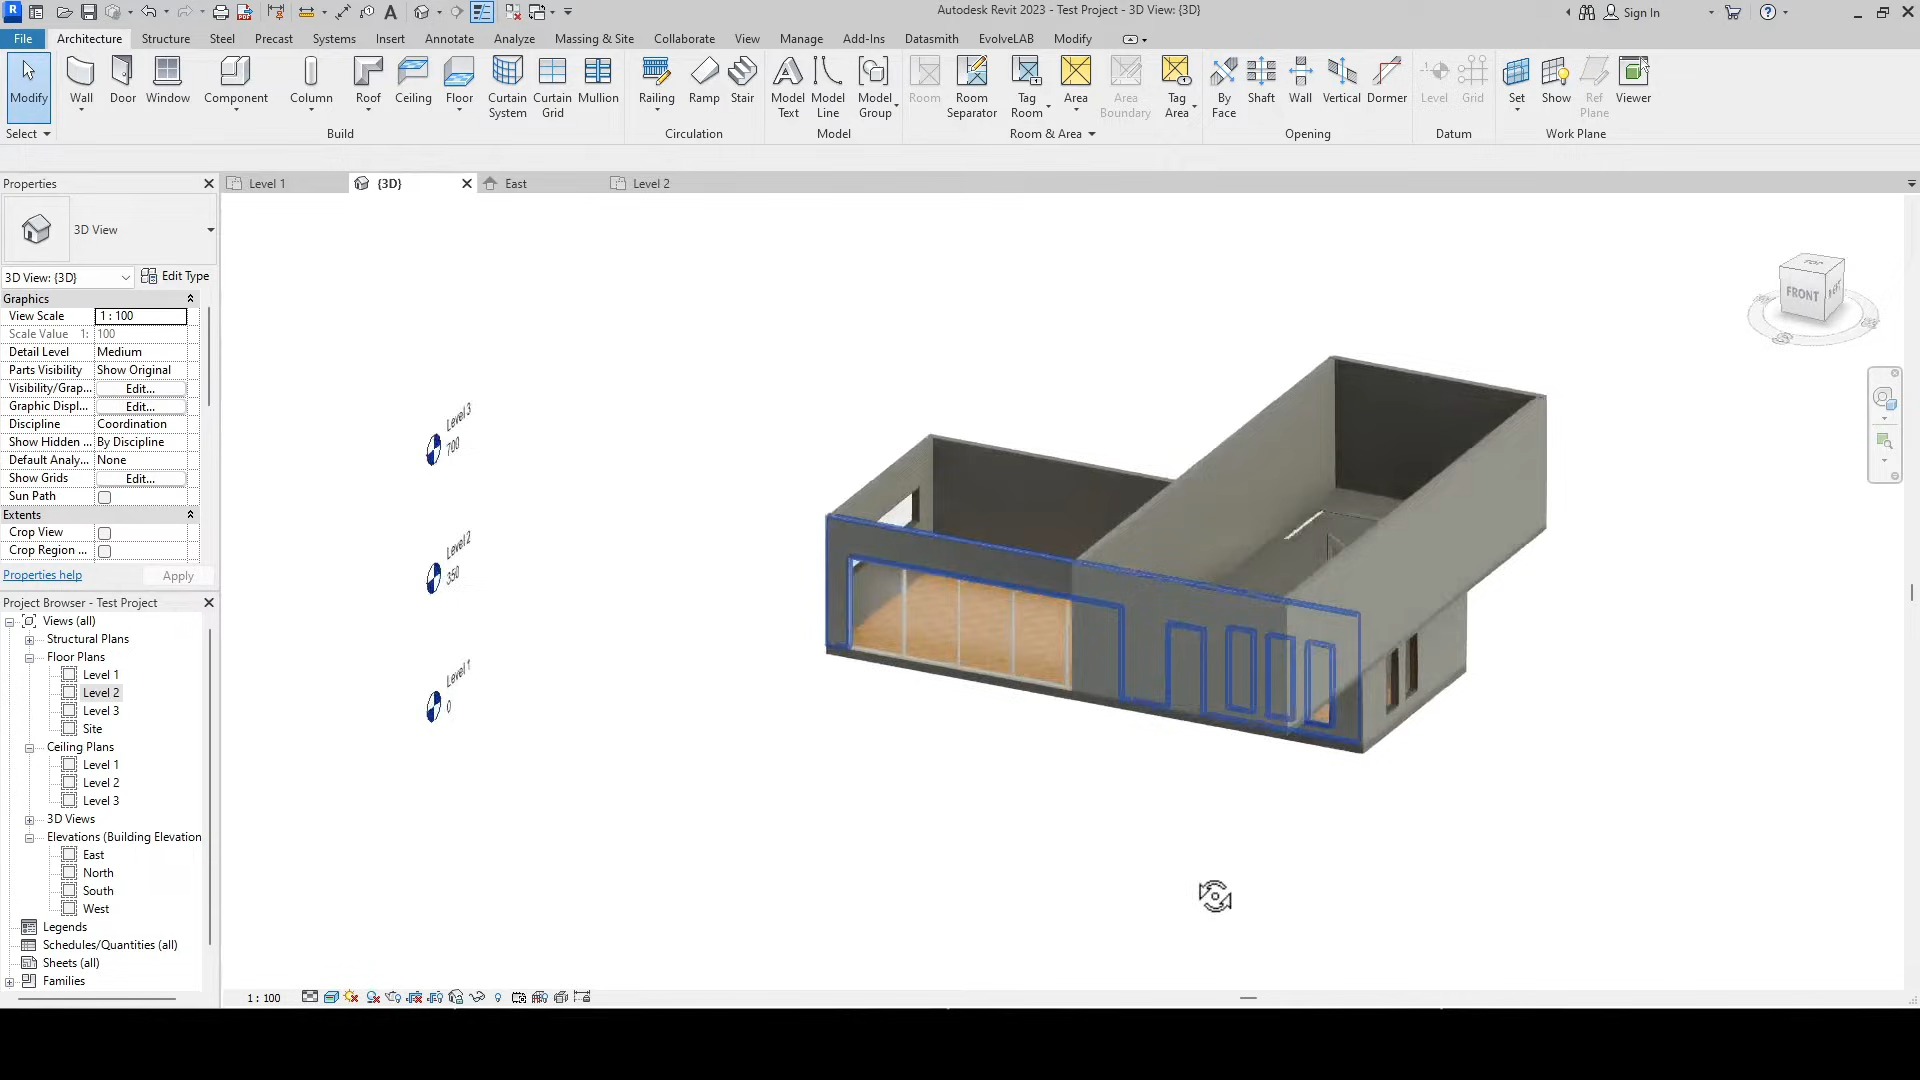 Autodesk Revit 2023 - Test Project - 3D View: {3D}
Sign In
File Architecture Structure Steel Precast Systems Insert Annotate Analyze Massing & Site Collaborate View Manage Add-Ins Datasmith EvolveLAB Modify
Modify Wall Door Window Component Column Roof Ceiling Floor Curtain System Curtain Grid Mullion Railing Ramp Stair Model Text Model Line Model Group Room Room Separator Tag Room Area Area Boundary Tag Area By Face Shaft Wall Vertical Dormer Level Grid Set Show Ref Plane Viewer
Select Build Circulation Model Room & Area Opening Datum Work Plane
Properties
Level 1 {3D} East Level 2
3D View
3D View: {3D} Edit Type
Graphics
View Scale 1 : 100
Scale Value 1: 100
Detail Level Medium
Parts Visibility Show Original
Visibility/Grap... Edit...
Graphic Displ... Edit...
Discipline Coordination
Show Hidden ... By Discipline
Default Analy... None
Show Grids Edit...
Sun Path
Extents
Crop View
Crop Region ...
Properties help Apply
Project Browser - Test Project
Views (all)
Structural Plans
Floor Plans
Level 1
Level 2
Level 3
Site
Ceiling Plans
Level 1
Level 2
Level 3
3D Views
Elevations (Building Elevation
East
North
South
West
Legends
Schedules/Quantities (all)
Sheets (all)
Families
Level 3
700
Level 2
350
Level 1
0
TOP
FRONT
1 : 100